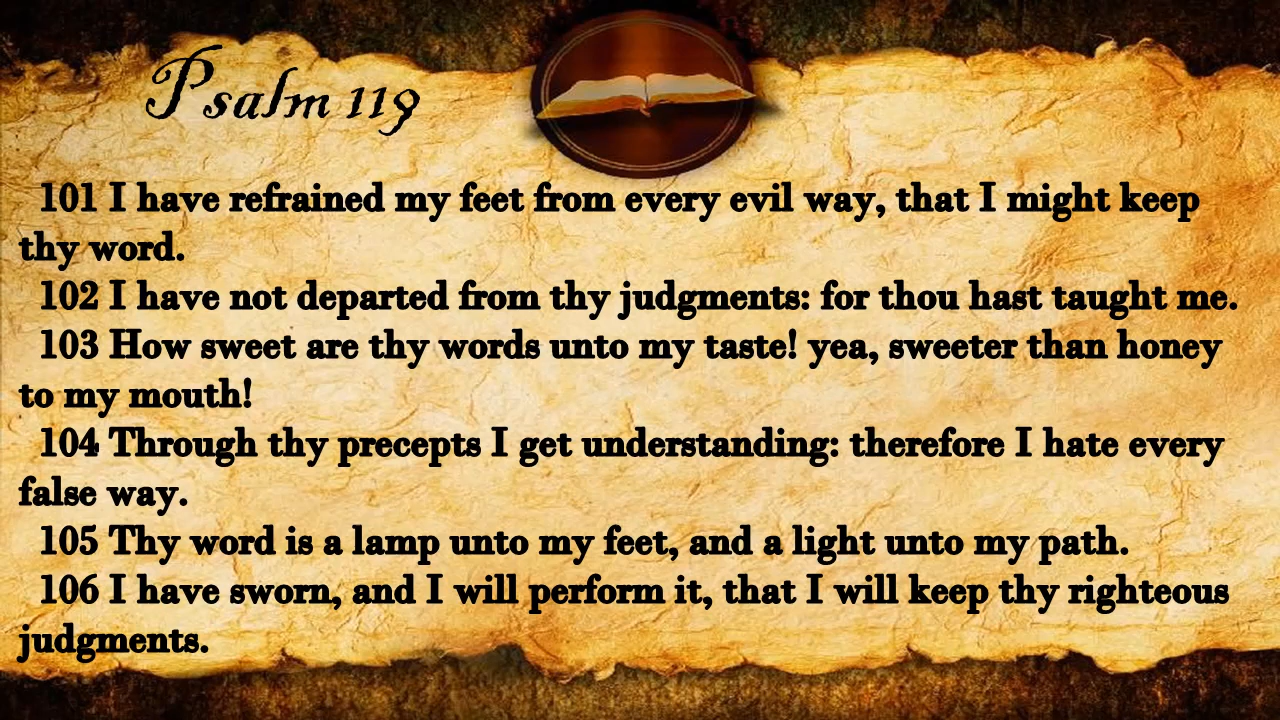 Psalm 119
101 I have refrained my feet from every evil way, that I might keep
thy word.
102 I have not departed from thy judgments: for thou hast taught me.
103 How sweet are thy words unto my taste! yea, sweeter than honey
to my mouth!
104 Through thy precepts I get understanding: therefore I hate every
false way.
105 Thy word is a lamp unto my feet, and a light unto my path.
106 I have sworn, and I will perform it, that I will keep thy righteous
judgments.